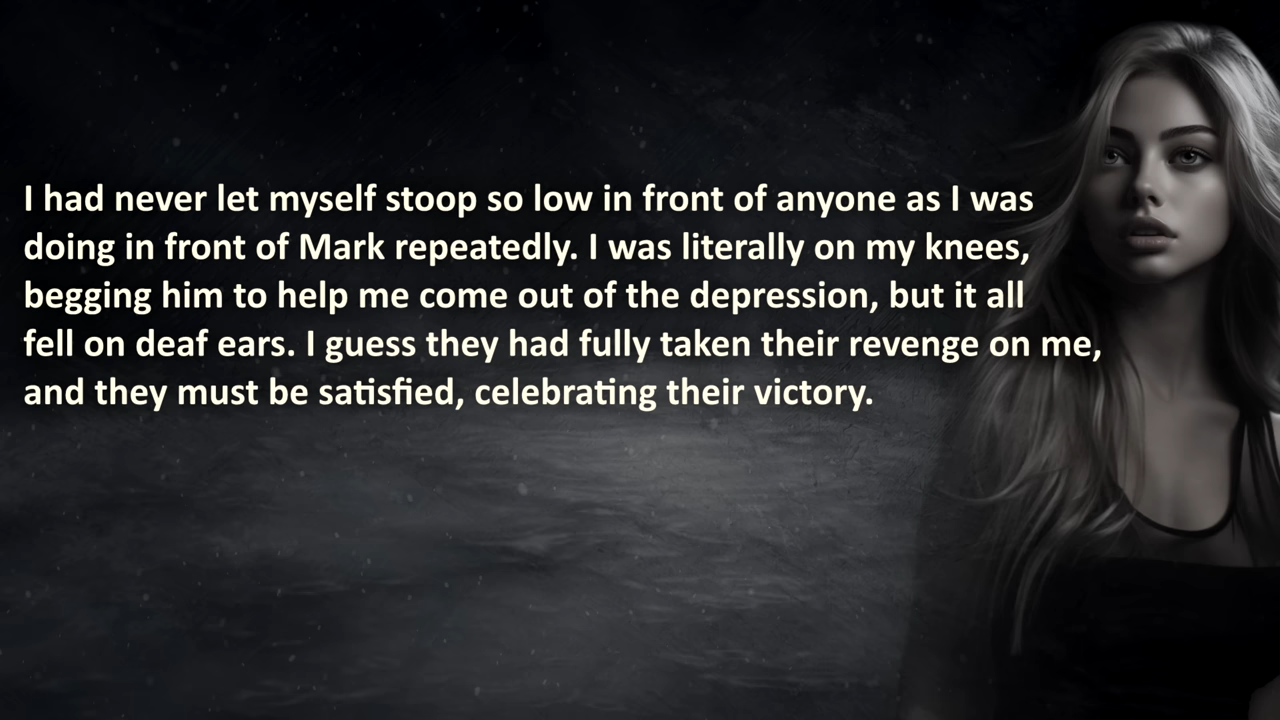 I had never let myself stoop so low in front of anyone as I was
doing in front of Mark repeatedly. I was literally on my knees,
begging him to help me come out of the depression, but it all
fell on deaf ears. I guess they had fully taken their revenge on me,
and they must be satisfied, celebrating their victory.